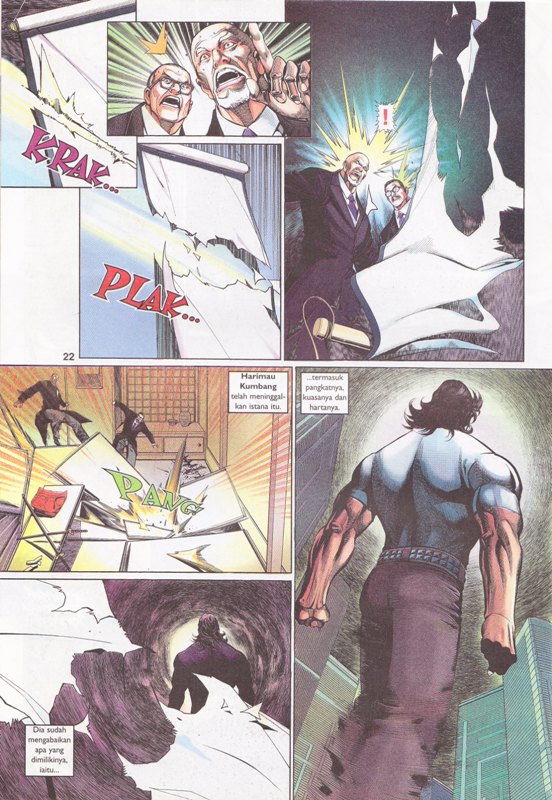 KRAK...
!
PLAK...
22
Harimau
Kumbang
telah meninggal-
kan istana itu.
PANG
Dia sudah
mengabaikan
apa yang
dimilikinya,
iaitu...
...termasuk
pangkatnya,
kuasanya dan
hartanya.